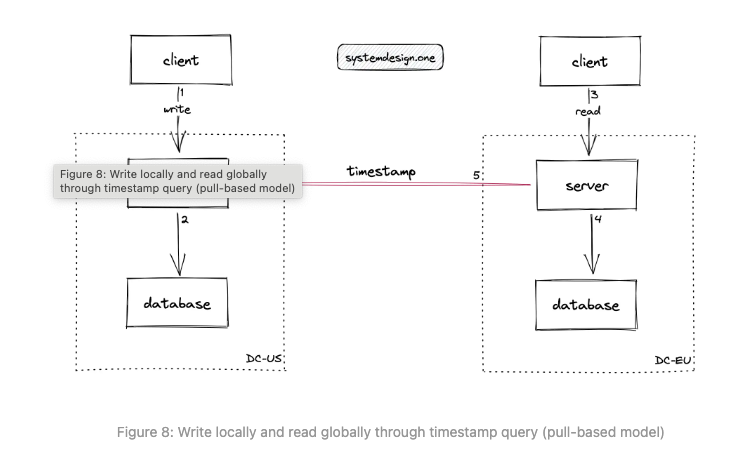 client
systemdesign.one
client
1
write
3
read
Figure 8: Write locally and read globally
through timestamp query (pull-based model)
timestamp
5
server
2
4
database
database
DC-US
DC-EU
Figure 8: Write locally and read globally through timestamp query (pull-based model)